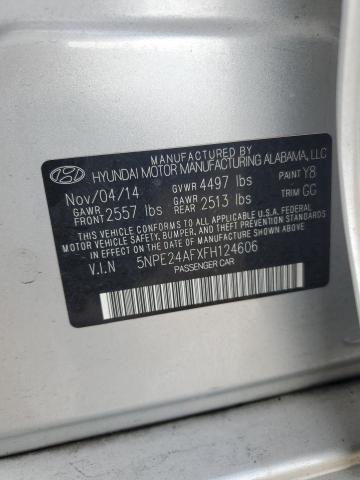 MANUFACTURED BY
HYUNDAI MOTOR MANUFACTURING ALABAMA, LLC
Nov/04/14 GVWR 4497 lbs PAINT Y8
GAWR FRONT 2557 lbs GAWR REAR 2513 lbs TRIM GG
THIS VEHICLE CONFORMS TO ALL APPLICABLE U.S. FEDERAL
MOTOR VEHICLE SAFETY, BUMPER, AND THEFT PREVENTION
STANDARDS IN EFFECT ON THE DATE OF MANUFACTURE SHOWN ABOVE.
V.I.N 5NPE24AFXFH124606
PASSENGER CAR